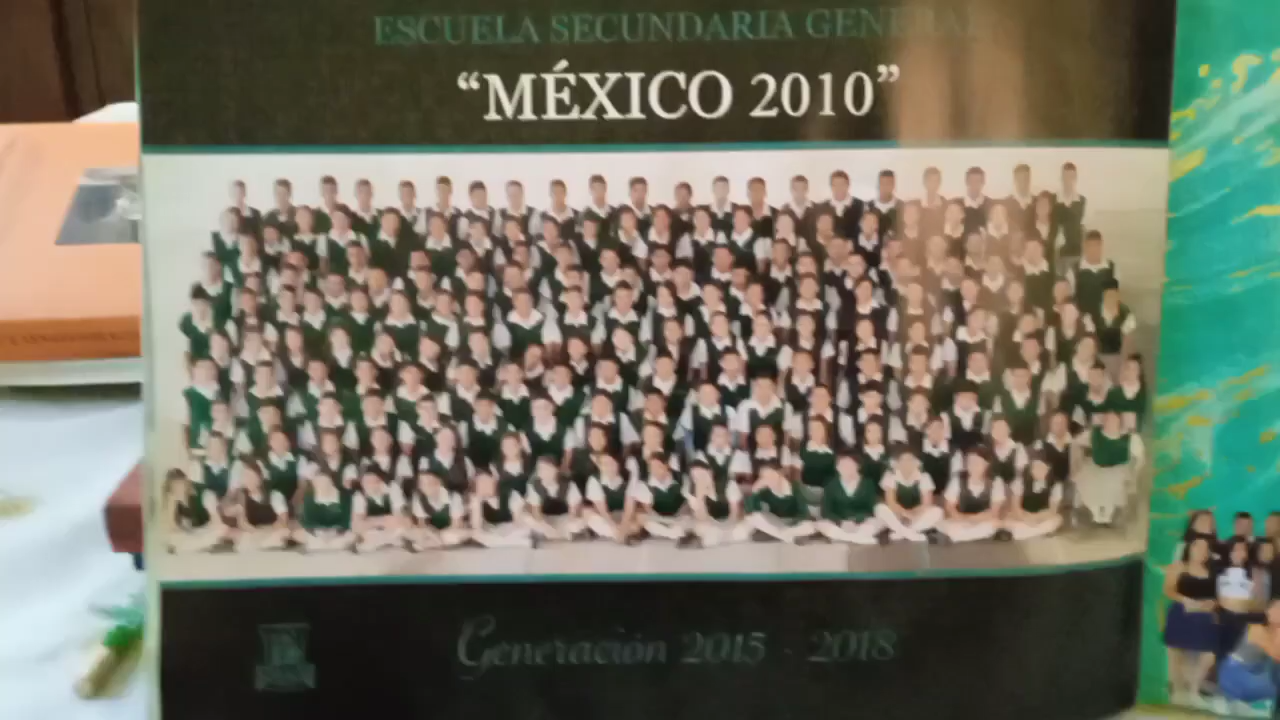 ESCUELA SECUNDARIA GENERAL
“MÉXICO 2010”
Generación 2015 - 2018